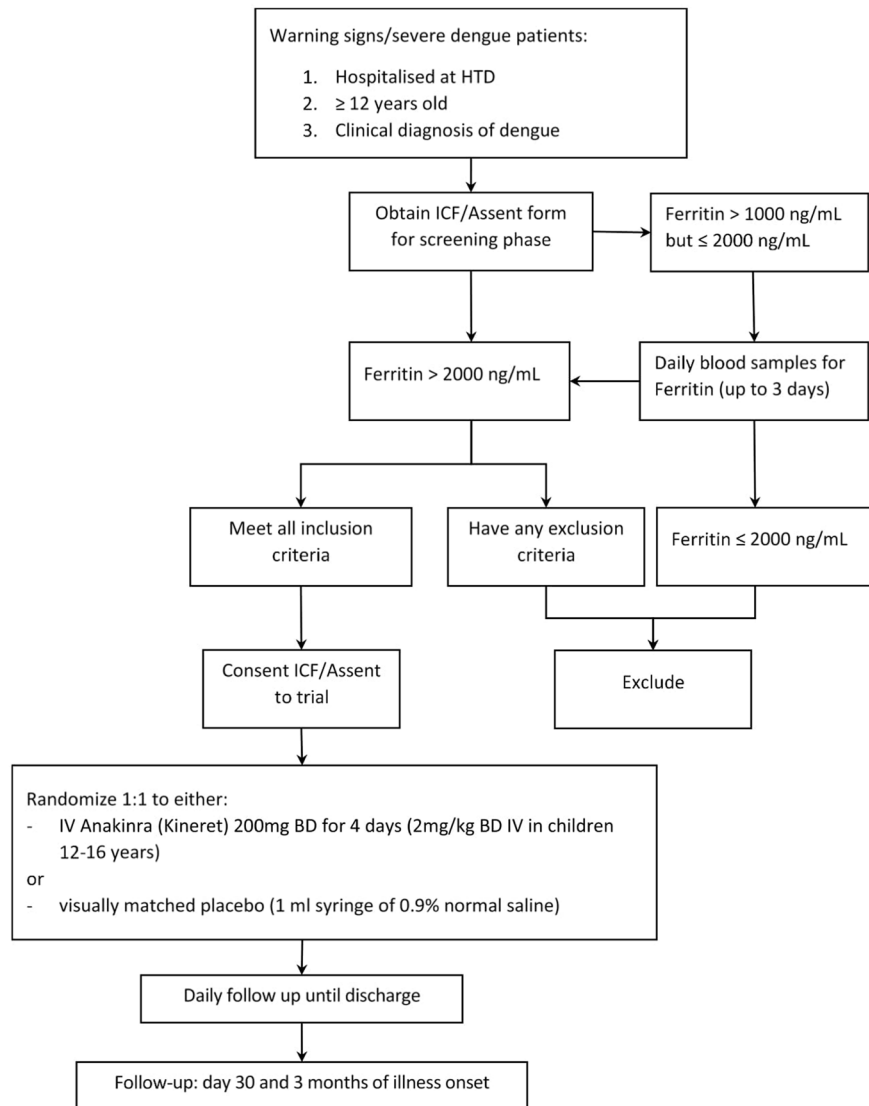 Warning signs/severe dengue patients:
1. Hospitalised at HTD
2. ≥ 12 years old
3. Clinical diagnosis of dengue
Obtain ICF/Assent form
for screening phase
Ferritin > 1000 ng/mL
but ≤ 2000 ng/mL
Ferritin > 2000 ng/mL
Daily blood samples for
Ferritin (up to 3 days)
Meet all inclusion
criteria
Have any exclusion
criteria
Ferritin ≤ 2000 ng/mL
Consent ICF/Assent
to trial
Exclude
Randomize 1:1 to either:
- IV Anakinra (Kineret) 200mg BD for 4 days (2mg/kg BD IV in children
12-16 years)
or
- visually matched placebo (1 ml syringe of 0.9% normal saline)
Daily follow up until discharge
Follow-up: day 30 and 3 months of illness onset